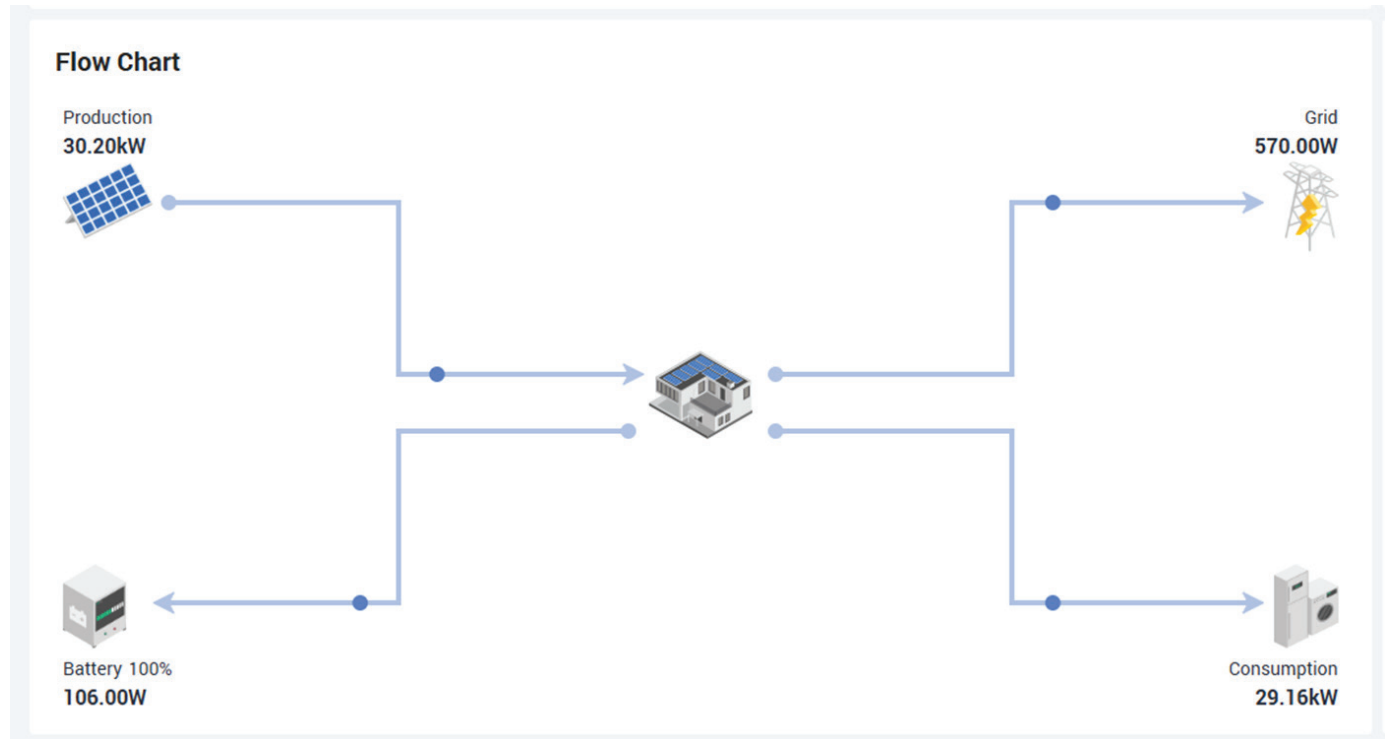 Flow Chart
Production
30.20kW
Grid
570.00W
Battery 100%
106.00W
Consumption
29.16kW